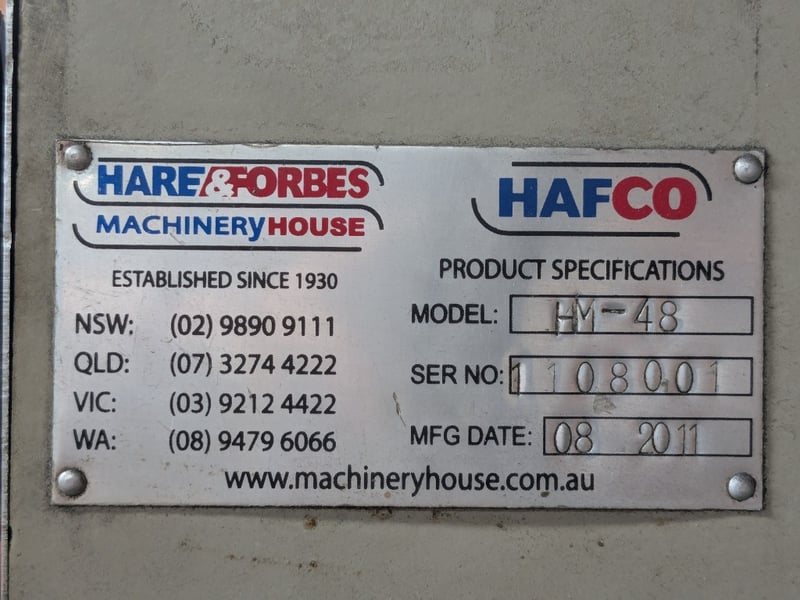 HARE&FORBES
MACHINERYHOUSE
ESTABLISHED SINCE 1930
NSW: (02) 9890 9111
QLD: (07) 3274 4222
VIC: (03) 9212 4422
WA: (08) 9479 6066
HAFCO
PRODUCT SPECIFICATIONS
MODEL: HM-48
SER NO: 1108001
MFG DATE: 08 2011
www.machineryhouse.com.au